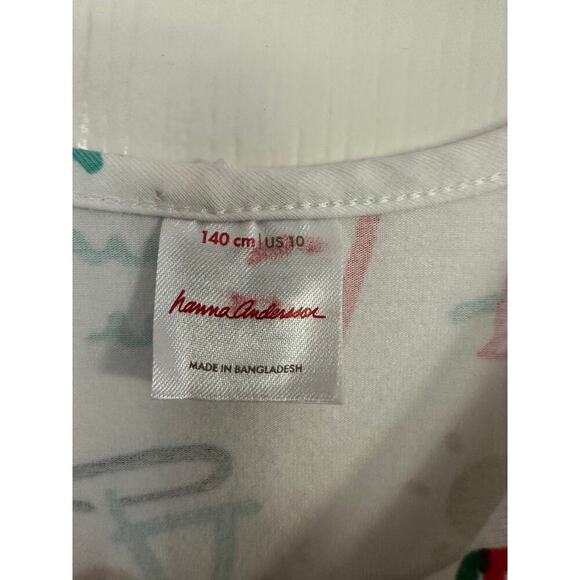 140 cm | US 10
hanna andersson
MADE IN BANGLADESH